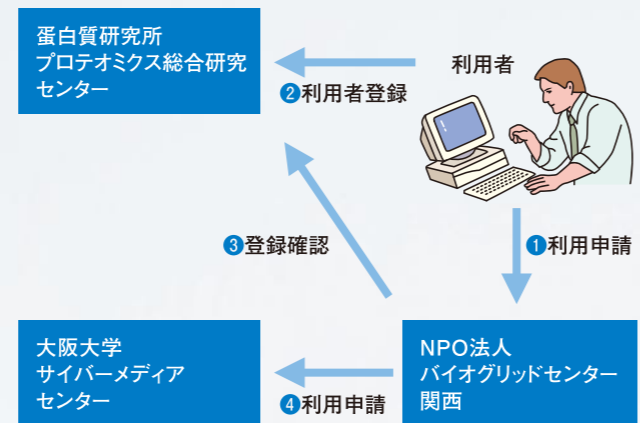 蛋白質研究所
プロテオミクス総合研究
センター
利用者
❷利用者登録
❸登録確認
❶利用申請
大阪大学
サイバーメディア
センター
NPO法人
バイオグリッドセンター
関西
❹利用申請